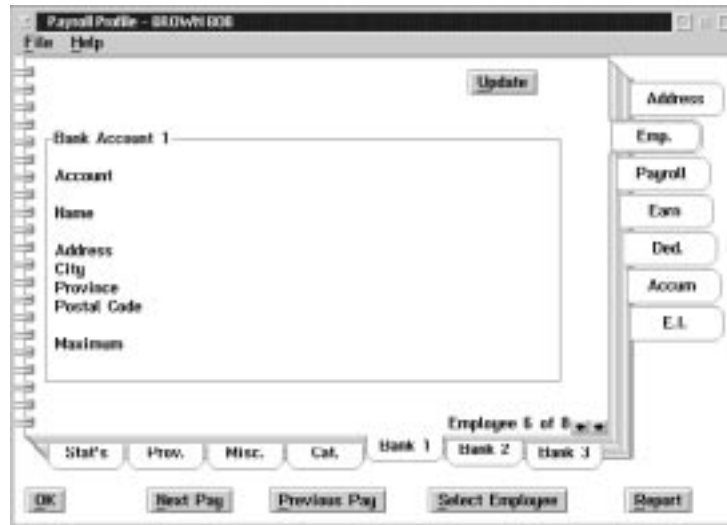 Payroll Profile - BROWN BOB
File Help
Update
Address
Bank Account 1
Emp.
Account
Payroll
Name
Earn
Address
Ded.
City
Province
Accum
Postal Code
E.I.
Maximum
Employee 6 of 8
Stat's Prov. Misc. Cat. Bank 1 Bank 2 Bank 3
OK Next Pay Previous Pay Select Employee Report